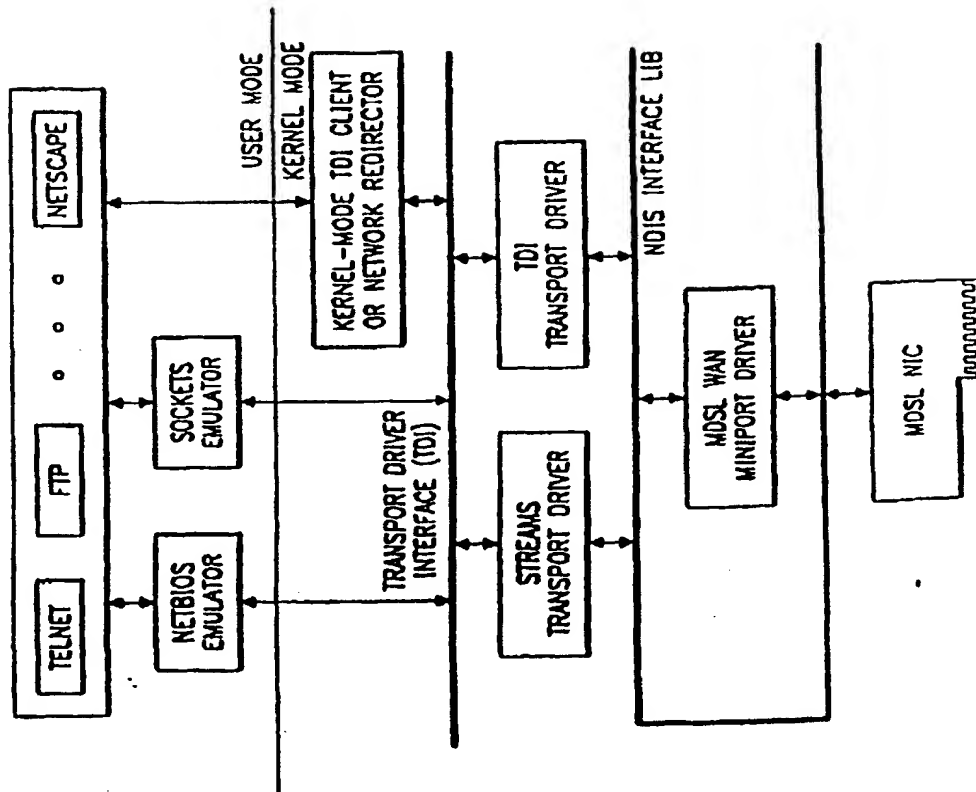 TELNET
FTP
NETSCAPE
NETBIOS
EMULATOR
SOCKETS
EMULATOR
USER MODE
KERNEL MODE
KERNEL-MODE TDI CLIENT
OR NETWORK REDIRECTOR
TRANSPORT DRIVER
INTERFACE (TDI)
STREAMS
TRANSPORT DRIVER
TDI
TRANSPORT DRIVER
NDIS INTERFACE LIB
MDSL WAN
MINIPORT DRIVER
MDSL NIC